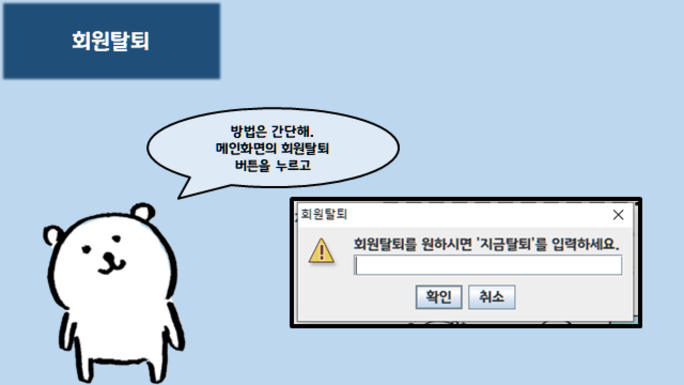 회원탈퇴
방법은 간단해.
메인화면의 회원탈퇴
버튼을 누르고
회원탈퇴
회원탈퇴를 원하시면 '지금탈퇴'를 입력하세요.
확인
취소